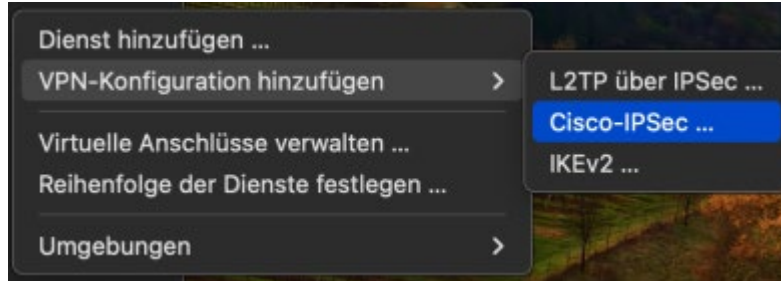 Dienst hinzufügen ...
VPN-Konfiguration hinzufügen
Virtuelle Anschlüsse verwalten ...
Reihenfolge der Dienste festlegen ...
Umgebungen
L2TP über IPSec ...
Cisco-IPSec ...
IKEv2 ...